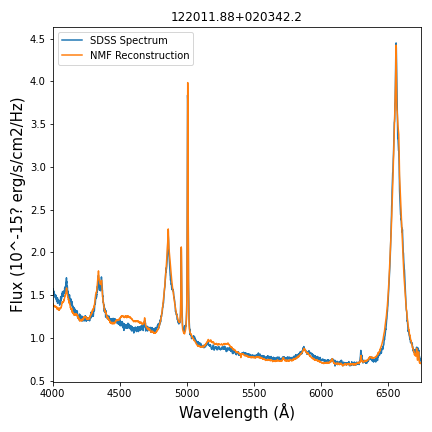 122011.88+020342.2
SDSS Spectrum
NMF Reconstruction
Flux (10^-15? erg/s/cm2/Hz)
4.5
4.0
3.5
3.0
2.5
2.0
1.5
1.0
0.5
4000 4500 5000 5500 6000 6500
Wavelength (Å)